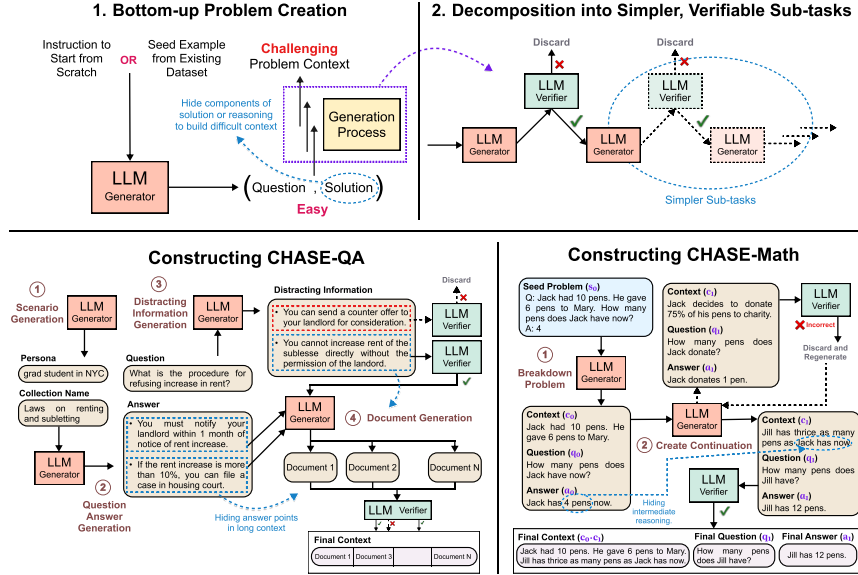 1. Bottom-up Problem Creation
Instruction to
Start from
Scratch
OR
Seed Example
from Existing
Dataset
Challenging
Problem Context
Hide components of
solution or reasoning
to build difficult context
Generation
Process
LLM
Generator
( Question , Solution )
Easy
2. Decomposition into Simpler, Verifiable Sub-tasks
Discard
Discard
LLM
Verifier
LLM
Verifier
LLM
Generator
LLM
Generator
LLM
Generator
Simpler Sub-tasks
Constructing CHASE-QA
1
Scenario
Generation
LLM
Generator
Persona
grad student in NYC
Collection Name
Laws on renting
and subletting
LLM
Generator
2
Question
Answer
Generation
3
Distracting
Information
Generation
LLM
Generator
Question
What is the procedure for
refusing increase in rent?
Answer
• You must notify your
landlord within 1 month of
notice of rent increase.
• If the rent increase is more
than 10%, you can file a
case in housing court.
Hiding answer points
in long context
Distracting Information
• You can send a counter offer to
your landlord for consideration.
• You cannot increase rent of the
sublesse directly without the
permission of the landord.
Discard
LLM
Verifier
LLM
Verifier
LLM
Generator
4 Document Generation
Document 1
Document 2
Document N
LLM Verifier
Final Context
Document 1
Document 3
Document N
Constructing CHASE-Math
Seed Problem (s0)
Q: Jack had 10 pens. He gave
6 pens to Mary. How many
pens does Jack have now?
A: 4
1
Breakdown
Problem
LLM
Generator
Context (c0)
Jack had 10 pens. He
gave 6 pens to Mary.
Question (q0)
How many pens does
Jack have now?
Answer (a0)
Jack has 4 pens now.
Context (c1)
Jack decides to donate
75% of his pens to charity.
Question (q1)
How many pens does
Jack donate?
Answer (a1)
Jack donates 1 pen.
LLM
Verifier
Incorrect
Discard and
Regenerate
LLM
Generator
2 Create Continuation
Context (c1)
Jill has thrice as many
pens as Jack has now.
Question (q1)
How many pens does
Jill have?
Answer (a1)
Jill has 12 pens.
Hiding
intermediate
reasoning.
LLM
Verifier
Final Context (c0.c1)
Jack had 10 pens. He gave 6 pens to Mary.
Jill has thrice as many pens as Jack has now.
Final Question (q1)
How many pens
does Jill have?
Final Answer (a1)
Jill has 12 pens.